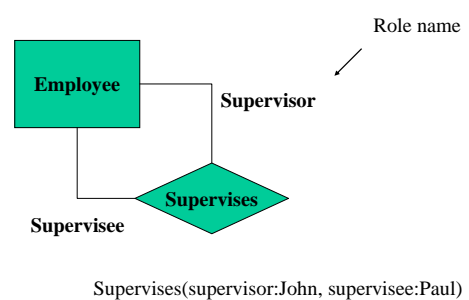 Role name
Employee
Supervisor
Supervises
Supervisee
Supervises(supervisor:John, supervisee:Paul)